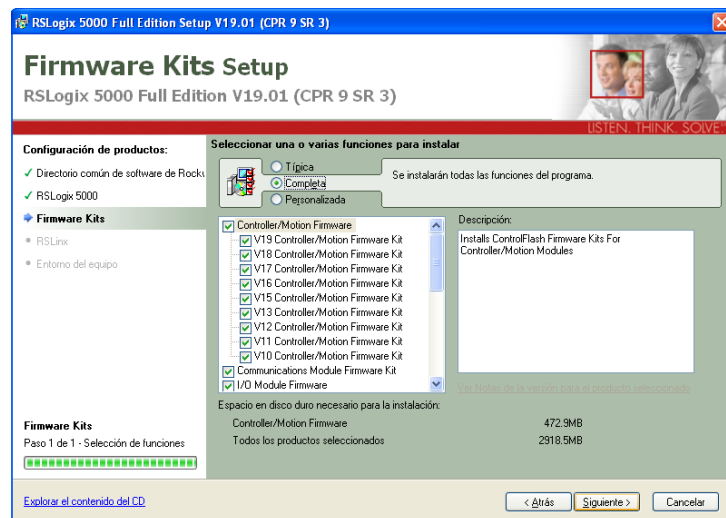 RSLogix 5000 Full Edition Setup V19.01 (CPR 9 SR 3)
Firmware Kits Setup
RSLogix 5000 Full Edition V19.01 (CPR 9 SR 3)
LISTEN. THINK. SOLVE.
Configuración de productos:
✓ Directorio común de software de Rocku
✓ RSLogix 5000
Firmware Kits
RSLinx
Entorno del equipo
Seleccionar una o varias funciones para instalar
Típica
Completa
Personalizada
Se instalarán todas las funciones del programa.
Controller/Motion Firmware
V19 Controller/Motion Firmware Kit
V18 Controller/Motion Firmware Kit
V17 Controller/Motion Firmware Kit
V16 Controller/Motion Firmware Kit
V15 Controller/Motion Firmware Kit
V13 Controller/Motion Firmware Kit
V12 Controller/Motion Firmware Kit
V11 Controller/Motion Firmware Kit
V10 Controller/Motion Firmware Kit
Communications Module Firmware Kit
I/O Module Firmware
Descripción:
Installs ControlFlash Firmware Kits For
Controller/Motion Modules
Ver Notas de la versión para el producto seleccionado
Espacio en disco duro necesario para la instalación:
Controller/Motion Firmware 472.9MB
Todos los productos seleccionados 2918.5MB
Firmware Kits
Paso 1 de 1 - Selección de funciones
Explorar el contenido del CD
< Atrás
Siguiente >
Cancelar